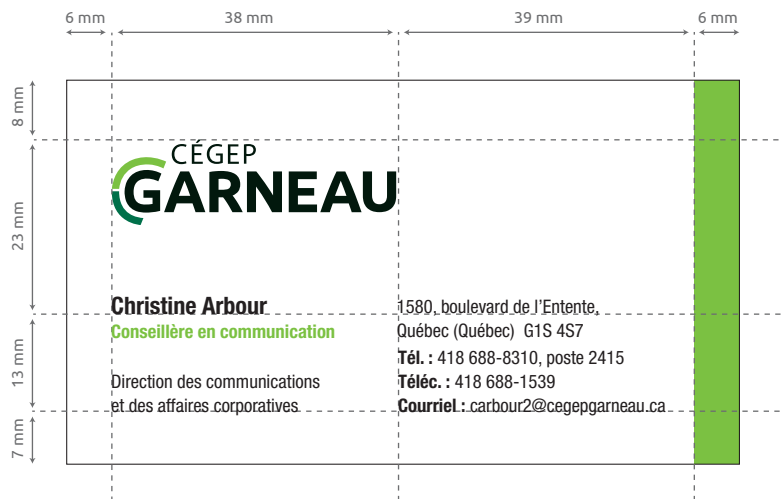 6 mm
38 mm
39 mm
6 mm
8 mm
23 mm
13 mm
7 mm
CÉGEP
GARNEAU
Christine Arbour
Conseillère en communication
Direction des communications
et des affaires corporatives
1580, boulevard de l'Entente,
Québec (Québec)  G1S 4S7
Tél. : 418 688-8310, poste 2415
Téléc. : 418 688-1539
Courriel : carbour2@cegepgarneau.ca